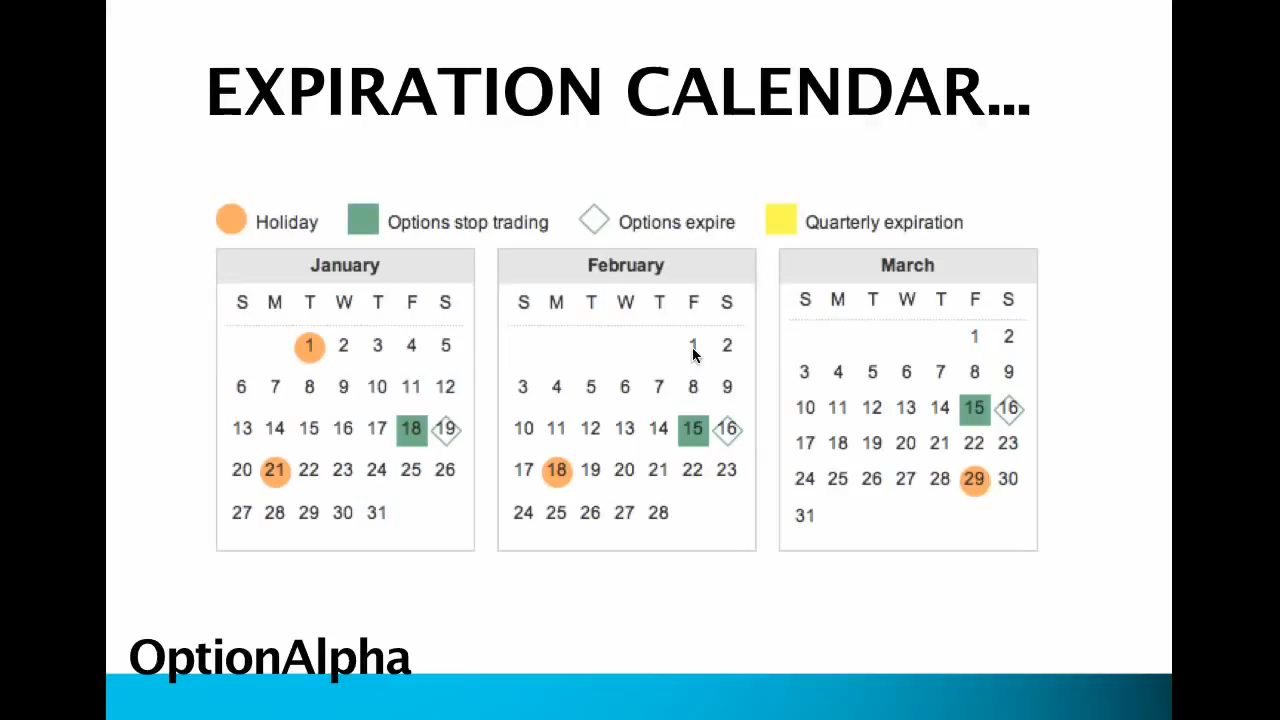 EXPIRATION CALENDAR...
Holiday Options stop trading Options expire Quarterly expiration
January
S M T W T F S
1 2 3 4 5
6 7 8 9 10 11 12
13 14 15 16 17 18 19
20 21 22 23 24 25 26
27 28 29 30 31
February
S M T W T F S
1 2
3 4 5 6 7 8 9
10 11 12 13 14 15 16
17 18 19 20 21 22 23
24 25 26 27 28
March
S M T W T F S
1 2
3 4 5 6 7 8 9
10 11 12 13 14 15 16
17 18 19 20 21 22 23
24 25 26 27 28 29 30
31
OptionAlpha